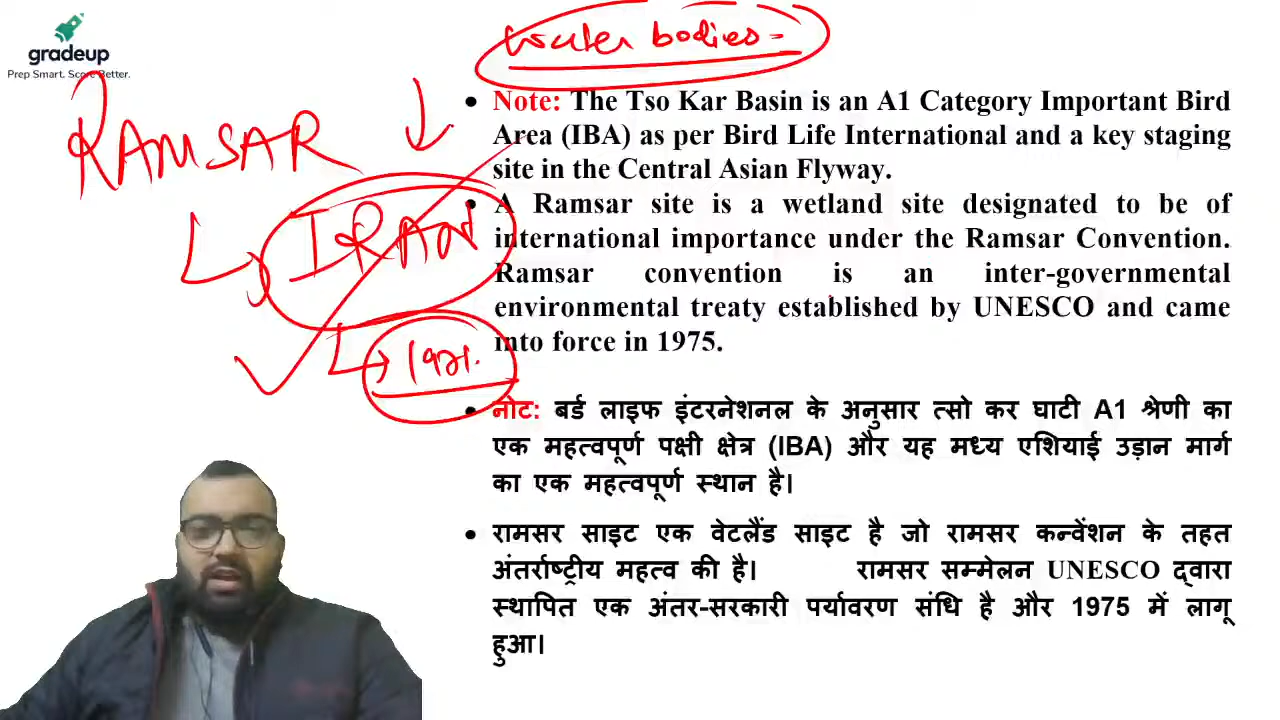 gradeup
Prep Smart. Score Better.
water bodies -
RAMSAR
IRAN
1971.
Note: The Tso Kar Basin is an A1 Category Important Bird
Area (IBA) as per Bird Life International and a key staging
site in the Central Asian Flyway.
A Ramsar site is a wetland site designated to be of
international importance under the Ramsar Convention.
Ramsar convention is an inter-governmental
environmental treaty established by UNESCO and came
into force in 1975.
नोट: बर्ड लाइफ इंटरनेशनल के अनुसार त्सो कर घाटी A1 श्रेणी का
एक महत्वपूर्ण पक्षी क्षेत्र (IBA) और यह मध्य एशियाई उड़ान मार्ग
का एक महत्वपूर्ण स्थान है।
रामसर साइट एक वेटलैंड साइट है जो रामसर कन्वेंशन के तहत
अंतर्राष्ट्रीय महत्व की है। रामसर सम्मेलन UNESCO द्वारा
स्थापित एक अंतर-सरकारी पर्यावरण संधि है और 1975 में लागू
हुआ।